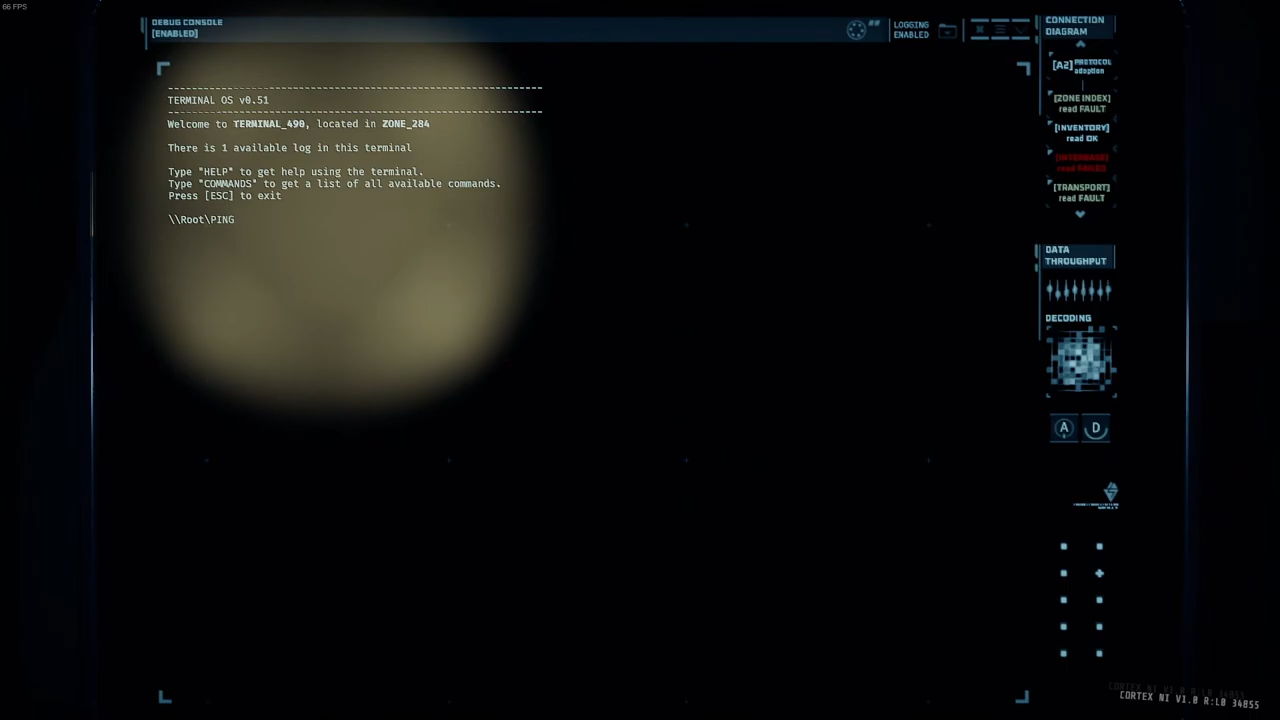 66 FPS
DEBUG CONSOLE
[ENABLED]
LOGGING
ENABLED
CONNECTION
DIAGRAM
[A2] PROTOCOL
adoption
[ZONE INDEX]
read FAULT
[INVENTORY]
read OK
read FAILED
[TRANSPORT]
read FAULT
----------------------------------------------------------------
TERMINAL OS v0.51
----------------------------------------------------------------
Welcome to TERMINAL_490, located in ZONE_284
There is 1 available log in this terminal
Type "HELP" to get help using the terminal.
Type "COMMANDS" to get a list of all available commands.
Press [ESC] to exit
\\Root\PING
DATA
THROUGHPUT
DECODING
A D
CORTEX NI V1.0 R:L0 34855